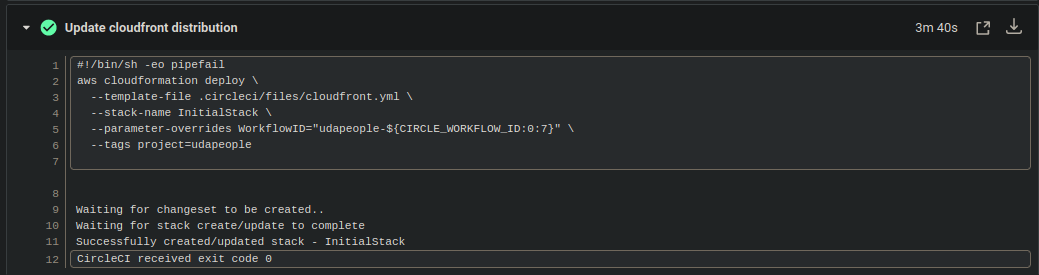 Update cloudfront distribution 3m 40s
1 #!/bin/sh -eo pipefail
2 aws cloudformation deploy \
3 --template-file .circleci/files/cloudfront.yml \
4 --stack-name InitialStack \
5 --parameter-overrides WorkflowID="udapeople-${CIRCLE_WORKFLOW_ID:0:7}" \
6 --tags project=udapeople
7
8
9 Waiting for changeset to be created..
10 Waiting for stack create/update to complete
11 Successfully created/updated stack - InitialStack
12 CircleCI received exit code 0